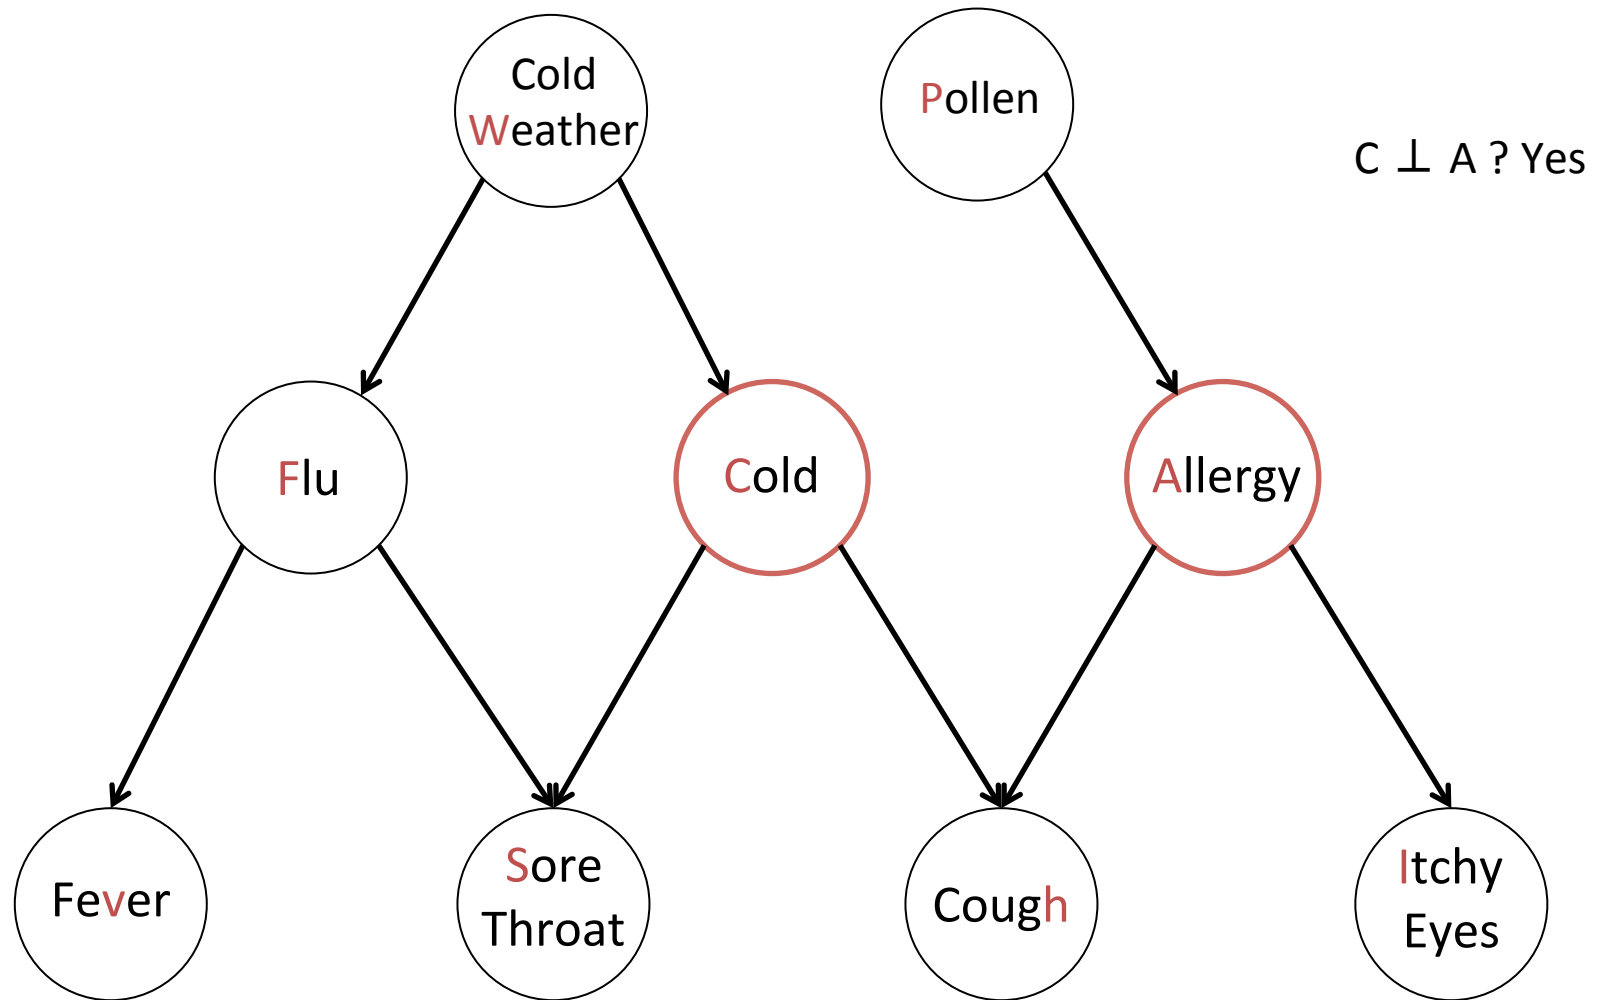 Cold
Weather
Pollen
C ⊥ A ? Yes
Flu
Cold
Allergy
Fever
Sore
Throat
Cough
Itchy
Eyes